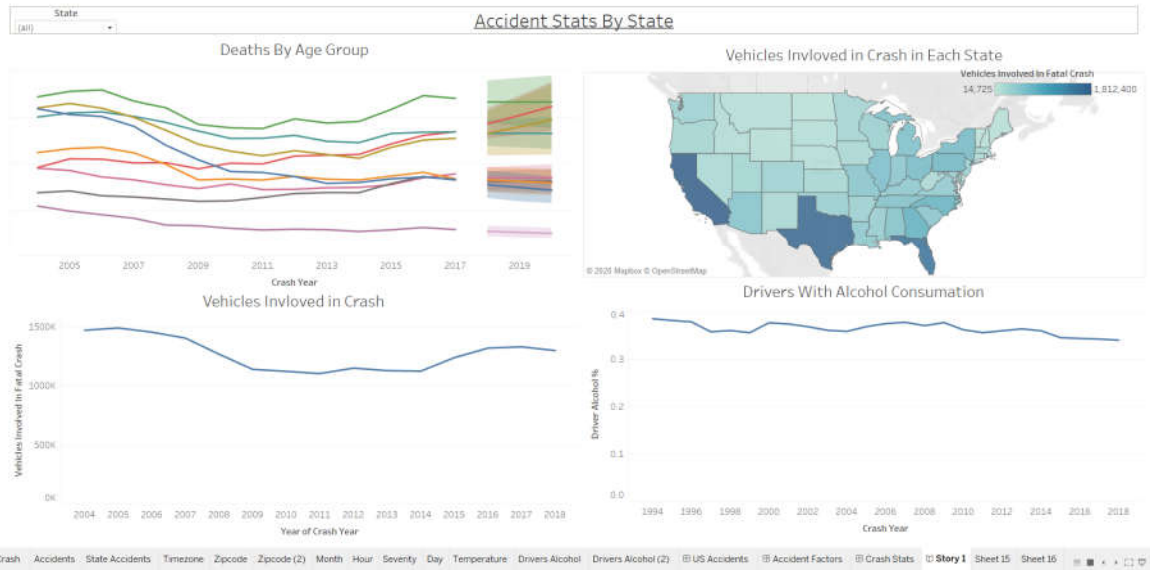 Accident Stats By State
State
(all)
Deaths By Age Group
2005 2007 2009 2011 2013 2015 2017 2019
Crash Year
Vehicles Invloved in Crash in Each State
Vehicles Involved In Fatal Crash
14,725 1,812,400
© 2020 Mapbox © OpenStreetMap
Vehicles Invloved in Crash
Vehicles Involved In Fatal Crash
1500K
1000K
500K
0K
2004 2005 2006 2007 2008 2009 2010 2011 2012 2013 2014 2015 2016 2017 2018
Year of Crash Year
Drivers With Alcohol Consumation
Driver Alcohol %
0.4
0.3
0.2
0.1
0.0
1994 1996 1998 2000 2002 2004 2006 2008 2010 2012 2014 2016 2018
Crash Year
Crash Accidents State Accidents Timezone Zipcode Zipcode (2) Month Hour Severity Day Temperature Drivers Alcohol Drivers Alcohol (2) US Accidents Accident Factors Crash Stats Story 1 Sheet 15 Sheet 16